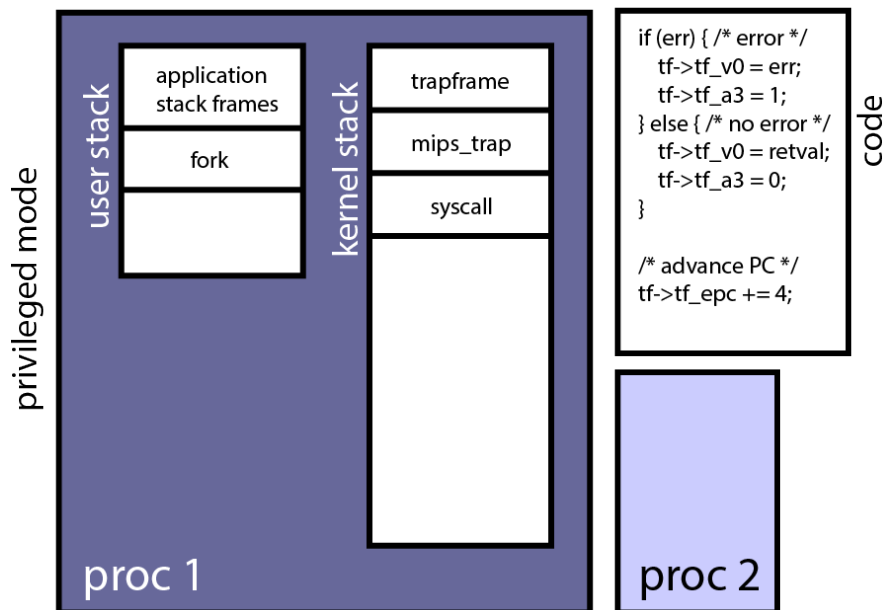 privileged mode
user stack
application
stack frames
fork
kernel stack
trapframe
mips_trap
syscall
proc 1
if (err) { /* error */
    tf->tf_v0 = err;
    tf->tf_a3 = 1;
} else { /* no error */
    tf->tf_v0 = retval;
    tf->tf_a3 = 0;
}
/* advance PC */
tf->tf_epc += 4;
code
proc 2